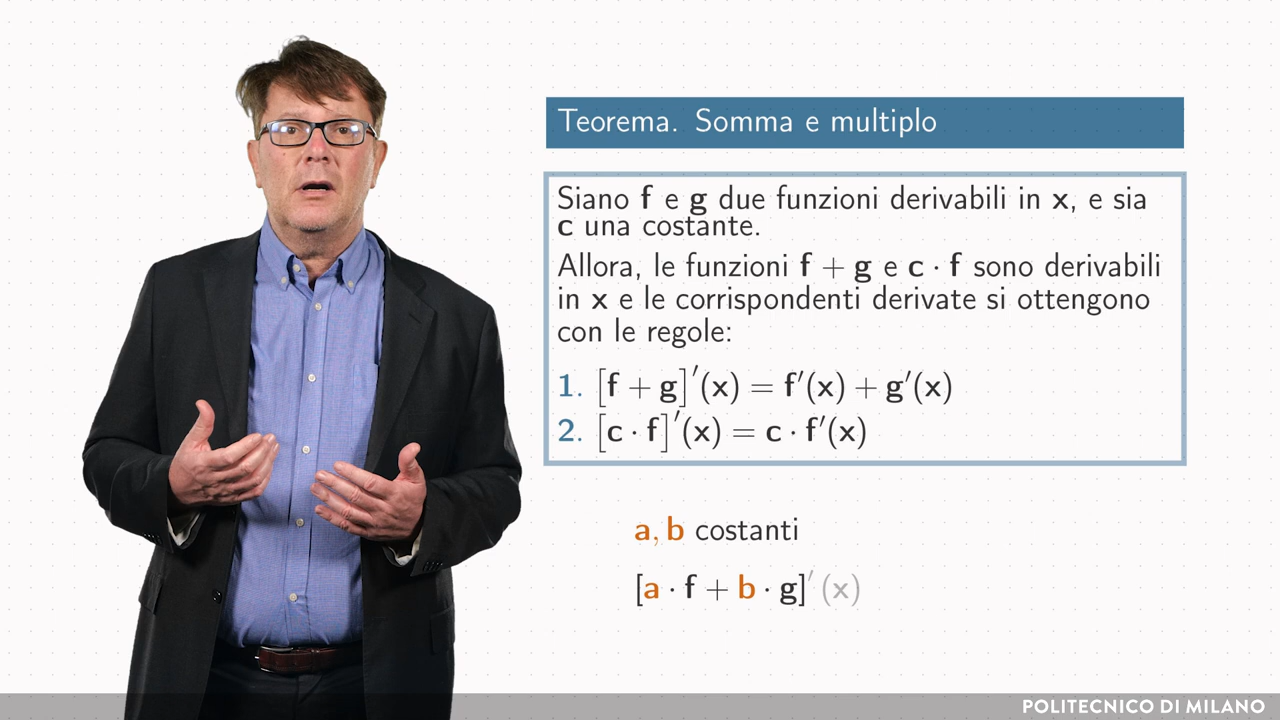 Teorema. Somma e multiplo
Siano f e g due funzioni derivabili in x, e sia
c una costante.
Allora, le funzioni f + g e c · f sono derivabili
in x e le corrispondenti derivate si ottengono
con le regole:
1. [f + g]′(x) = f′(x) + g′(x)
2. [c · f]′(x) = c · f′(x)
a, b costanti
[a · f + b · g]′(x)
POLITECNICO DI MILANO